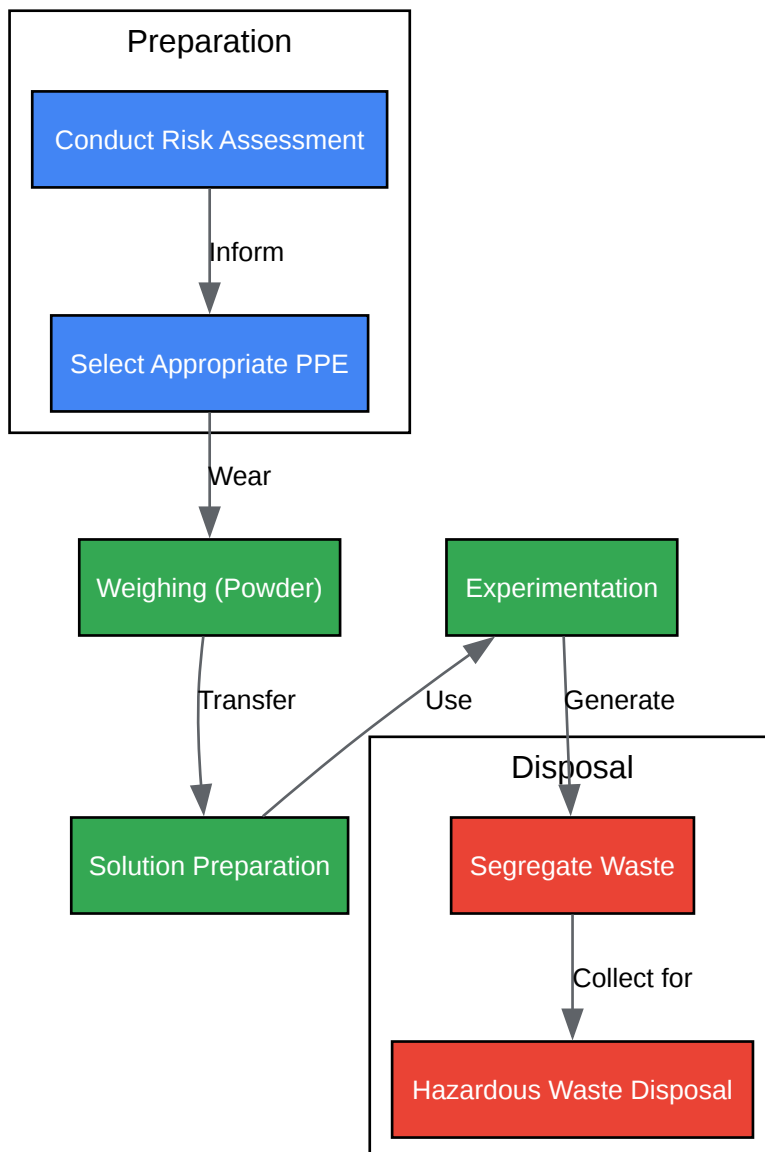 Preparation
Conduct Risk Assessment
Inform
Select Appropriate PPE
Wear
Weighing (Powder)
Experimentation
Transfer
Use
Generate
Disposal
Solution Preparation
Segregate Waste
Collect for
Hazardous Waste Disposal